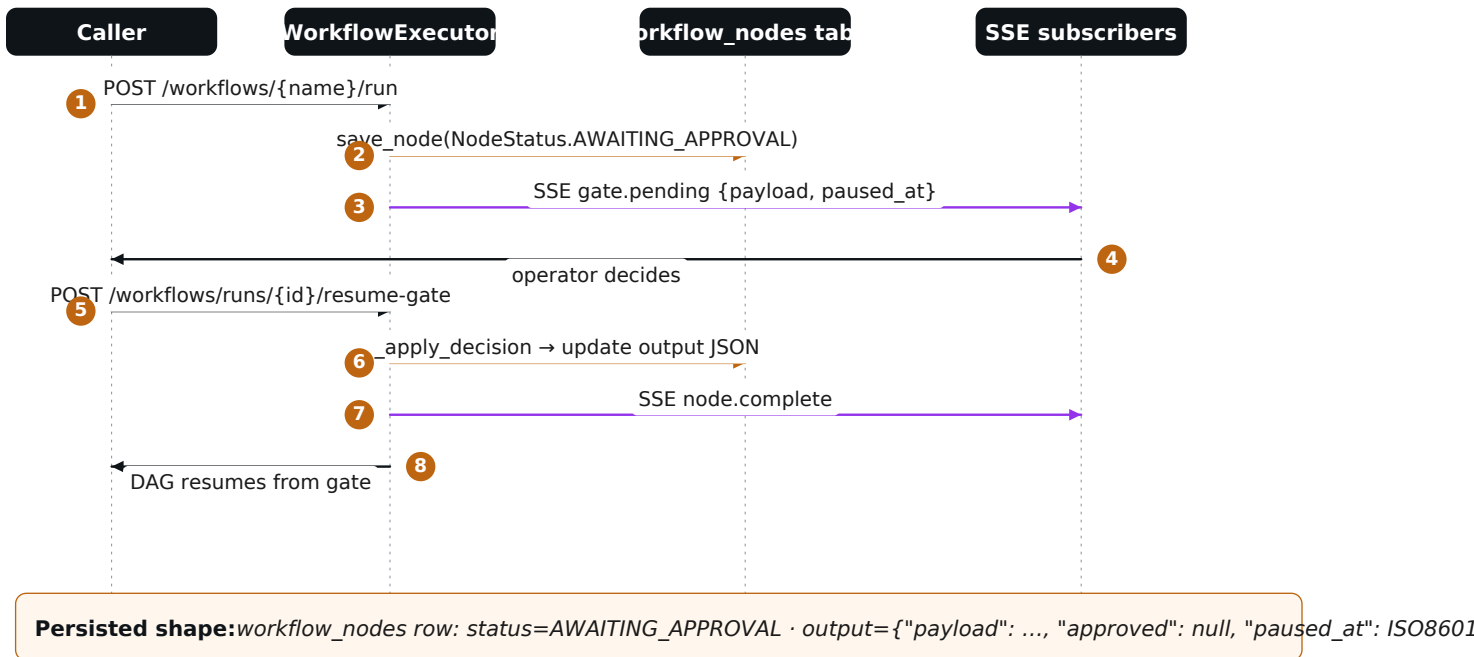 Caller
WorkflowExecutor
orkflow_nodes tab
SSE subscribers
POST /workflows/{name}/run
1
save_node(NodeStatus.AWAITING_APPROVAL)
2
SSE gate.pending {payload, paused_at}
3
4
operator decides
POST /workflows/runs/{id}/resume-gate
5
_apply_decision → update output JSON
6
SSE node.complete
7
8
DAG resumes from gate
Persisted shape: workflow_nodes row: status=AWAITING_APPROVAL · output={"payload": …, "approved": null, "paused_at": ISO8601